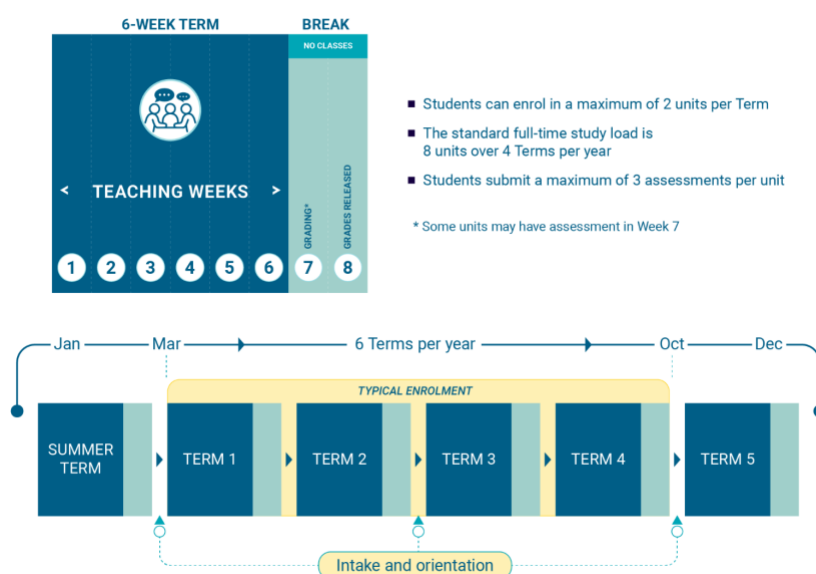 6-WEEK TERM
BREAK
NO CLASSES
< TEACHING WEEKS >
GRADING*
GRADES RELEASED
1 2 3 4 5 6 7 8
■ Students can enrol in a maximum of 2 units per Term
■ The standard full-time study load is
8 units over 4 Terms per year
■ Students submit a maximum of 3 assessments per unit
* Some units may have assessment in Week 7
Jan Mar 6 Terms per year Oct Dec
TYPICAL ENROLMENT
SUMMER
TERM
TERM 1
TERM 2
TERM 3
TERM 4
TERM 5
Intake and orientation